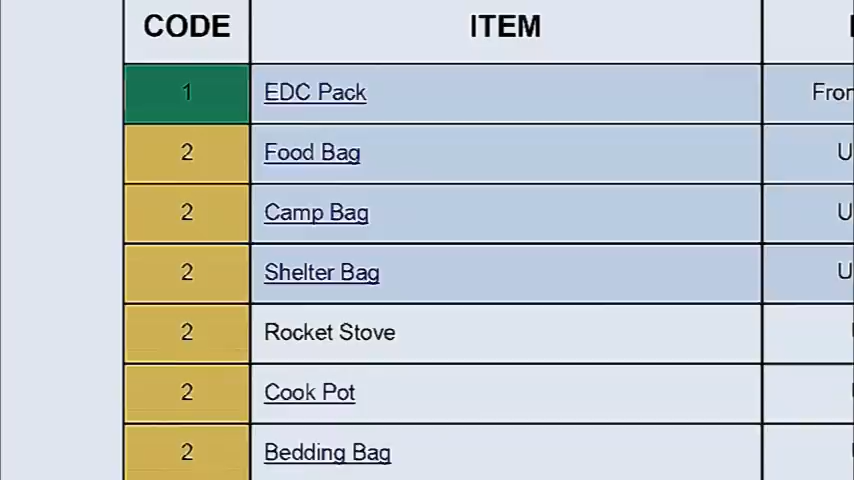 CODE ITEM
1 EDC Pack
2 Food Bag
2 Camp Bag
2 Shelter Bag
2 Rocket Stove
2 Cook Pot
2 Bedding Bag